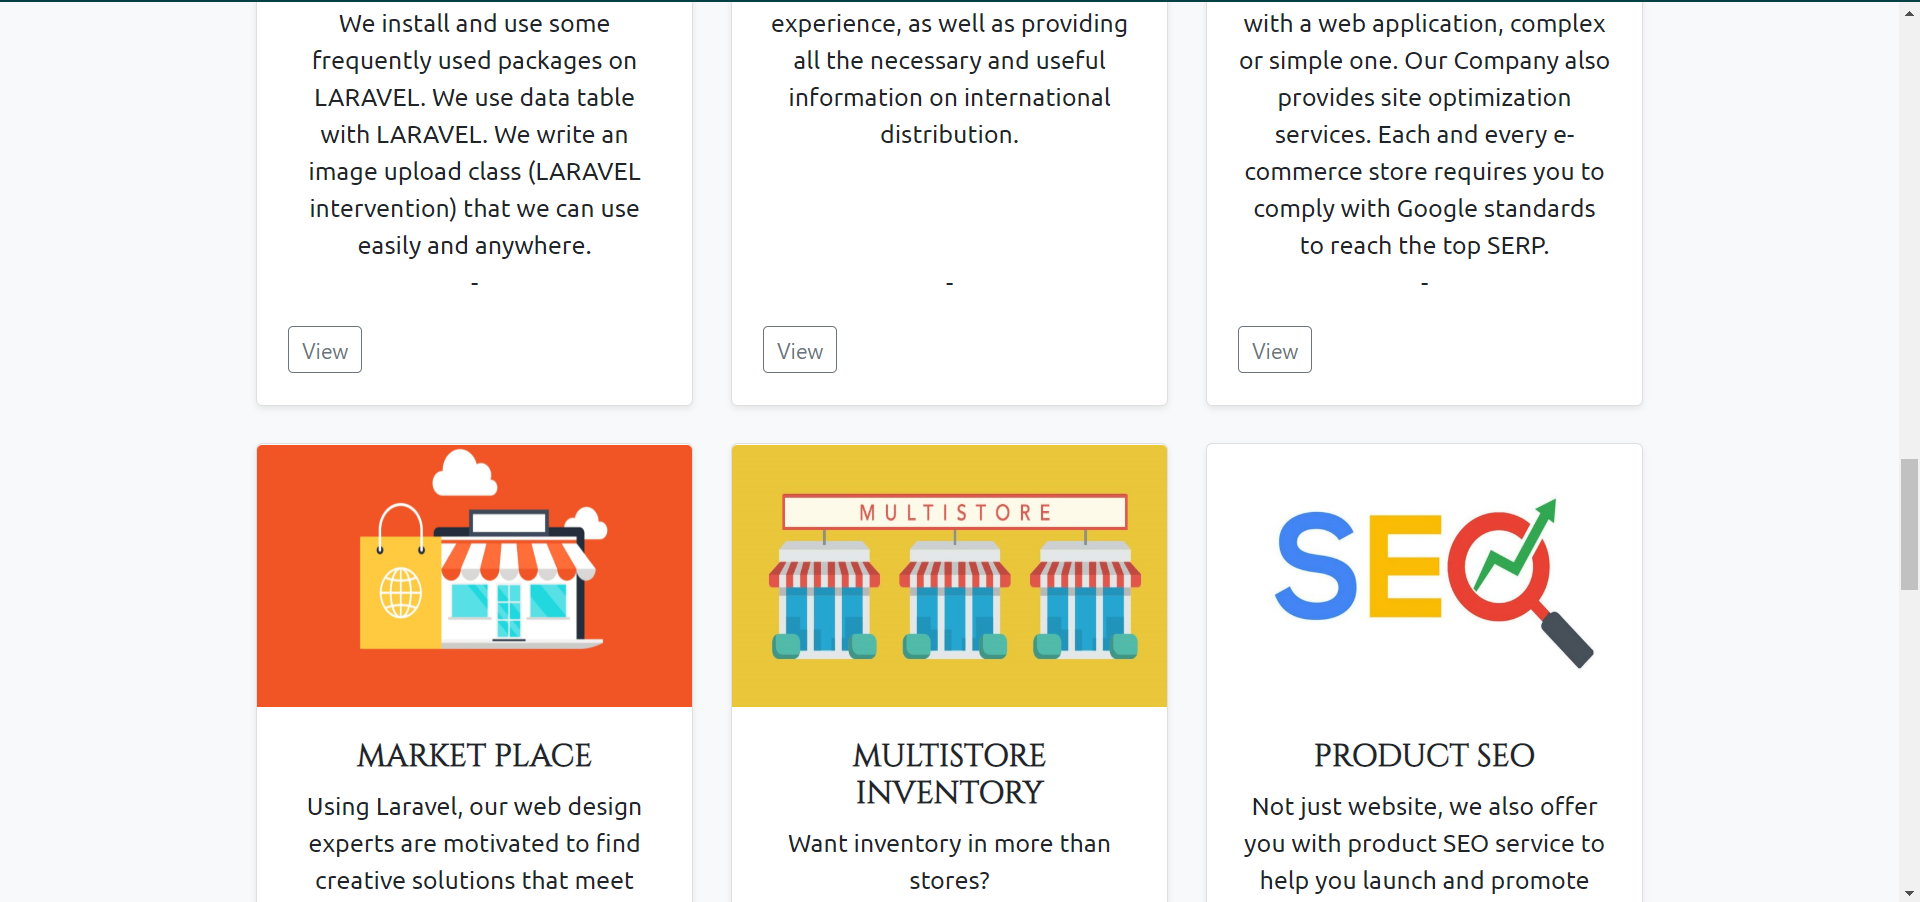 We install and use some
frequently used packages on
LARAVEL. We use data table
with LARAVEL. We write an
image upload class (LARAVEL
intervention) that we can use
easily and anywhere.
-
View
experience, as well as providing
all the necessary and useful
information on international
distribution.
-
View
with a web application, complex
or simple one. Our Company also
provides site optimization
services. Each and every e-
commerce store requires you to
comply with Google standards
to reach the top SERP.
-
View
MARKET PLACE
Using Laravel, our web design
experts are motivated to find
creative solutions that meet
MULTISTORE
MULTISTORE
INVENTORY
Want inventory in more than
stores?
SEO
PRODUCT SEO
Not just website, we also offer
you with product SEO service to
help you launch and promote